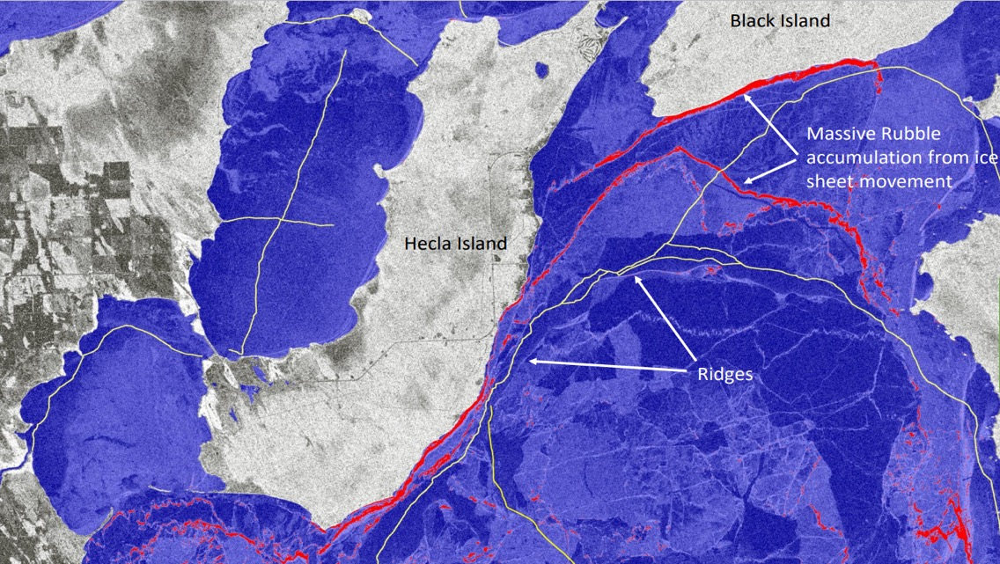 Black Island
Massive Rubble
accumulation from ice
sheet movement
Hecla Island
Ridges